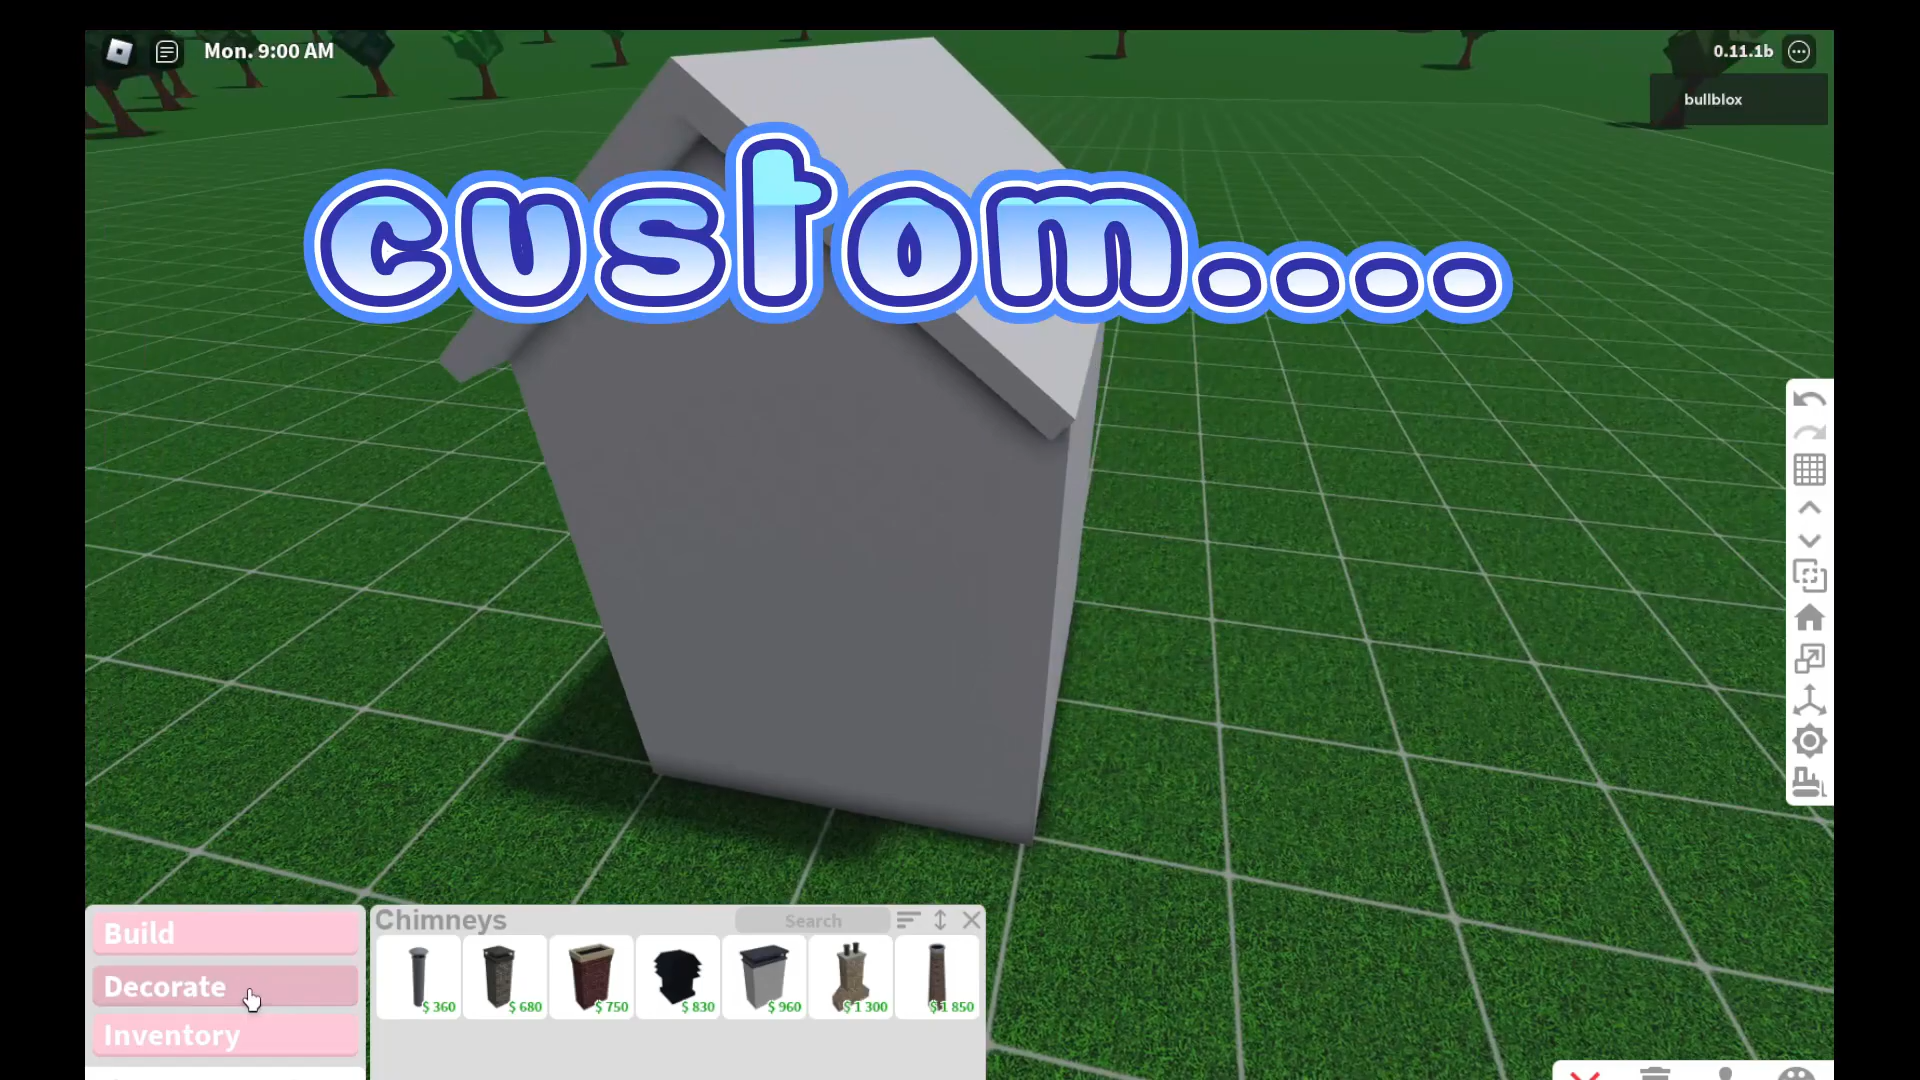 Mon. 9:00 AM
0.11.1b
bullblox
custom....
Build
Chimneys
Search
Decorate
$ 360
$ 680
$ 750
$ 830
$ 960
$ 1 300
$ 1 850
Inventory